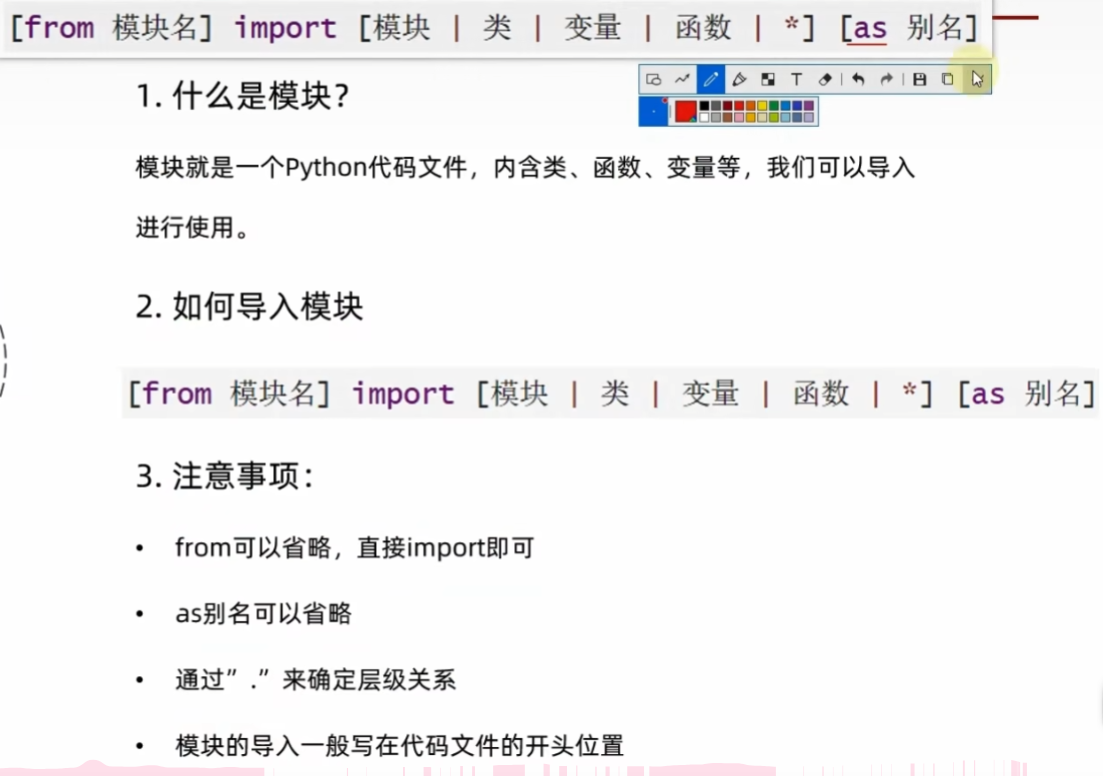 [from 模块名] import [模块 | 类 | 变量 | 函数 | *] [as 别名]
T
1. 什么是模块？
模块就是一个Python代码文件，内含类、函数、变量等，我们可以导入
进行使用。
2. 如何导入模块
[from 模块名] import [模块 | 类 | 变量 | 函数 | *] [as 别名]
3. 注意事项：
• from可以省略，直接import即可
• as别名可以省略
• 通过”.”来确定层级关系
• 模块的导入一般写在代码文件的开头位置